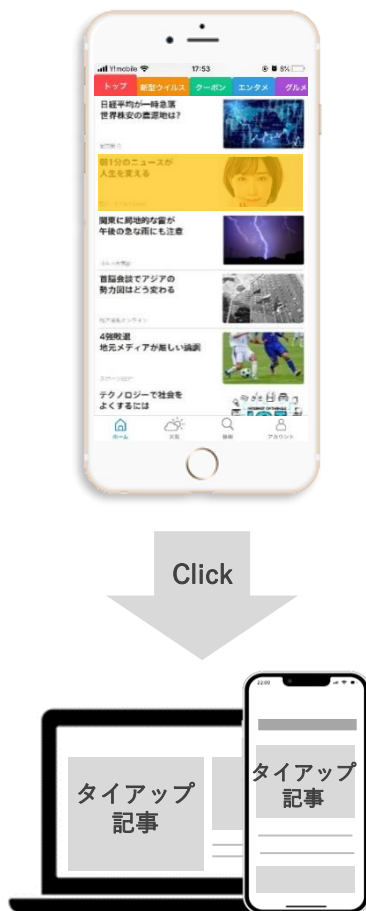 Y!mobile 17:53 8%
トップ 新型ウイルス クーポン エンタメ グルメ
日経平均が一時急落
世界株安の震源地は?
朝1分のニュースが
人生を変える
関東に局地的な雷が
午後の急な雨にも注意
首脳会談でアジアの
勢力図はどう変わる
4強敗退
地元メディアが厳しい論調
テクノロジーで社会を
よくするには
ホーム 天気 検索 アカウント
Click
タイアップ
記事
タイアップ
記事